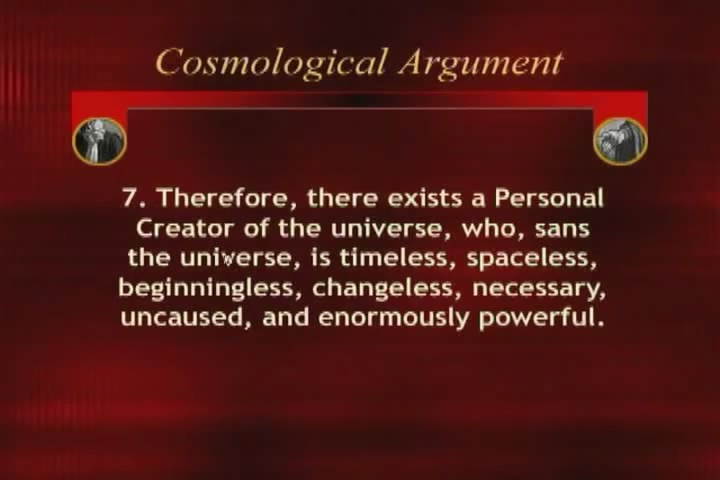 Cosmological Argument
7. Therefore, there exists a Personal
Creator of the universe, who, sans
the universe, is timeless, spaceless,
beginningless, changeless, necessary,
uncaused, and enormously powerful.